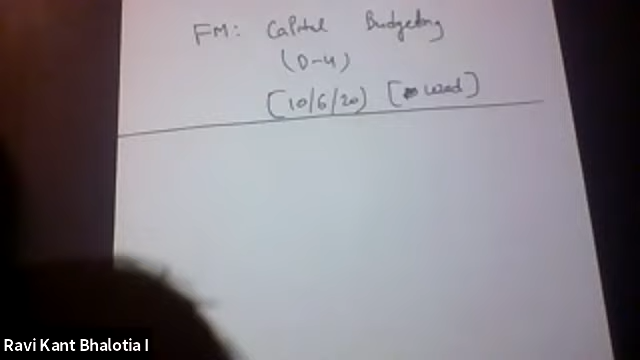 FM: Capital Budgeting
(D-4)
[10/6/20) [Wed]
Ravi Kant Bhalotia I